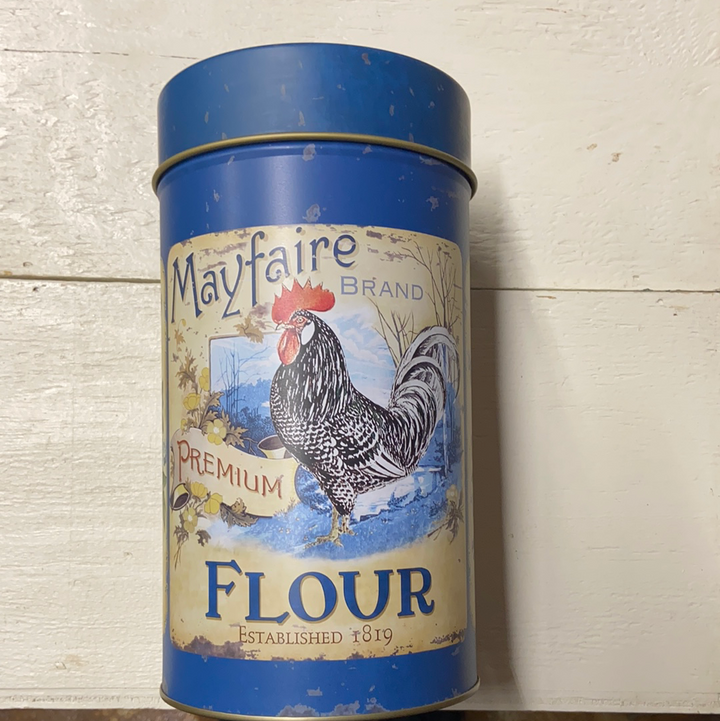 Mayfaire
BRAND
PREMIUM
FLOUR
ESTABLISHED 1819